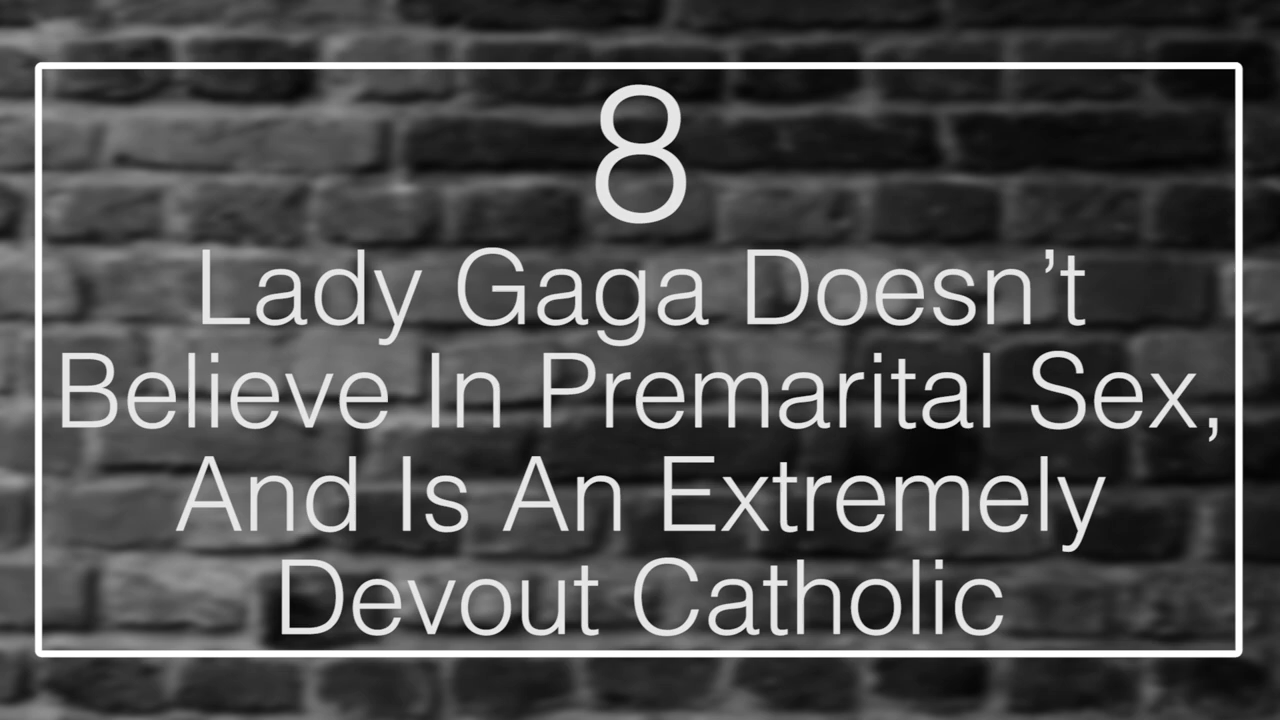 8
Lady Gaga Doesn’t
Believe In Premarital Sex,
And Is An Extremely
Devout Catholic